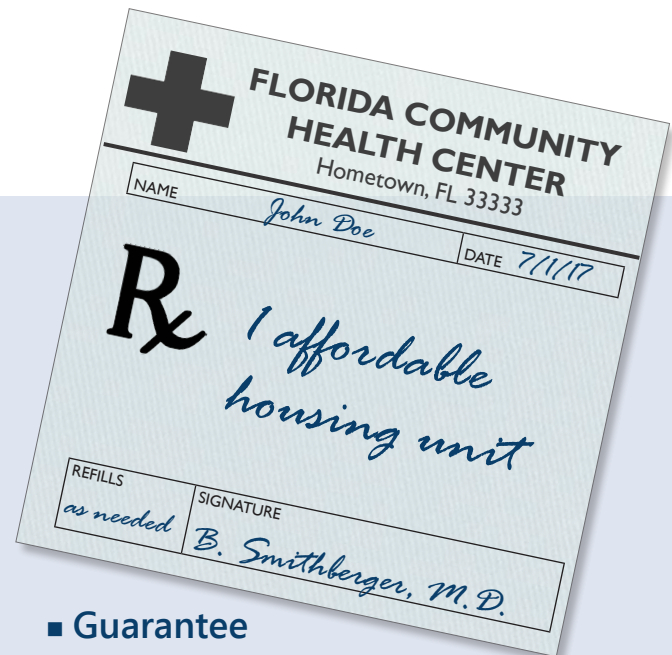 FLORIDA COMMUNITY
HEALTH CENTER
Hometown, FL 33333
NAME John Doe DATE 7/1/17
Rx
1 affordable
housing unit
REFILLS as needed
SIGNATURE B. Smithberger, M.D.
■ Guarantee